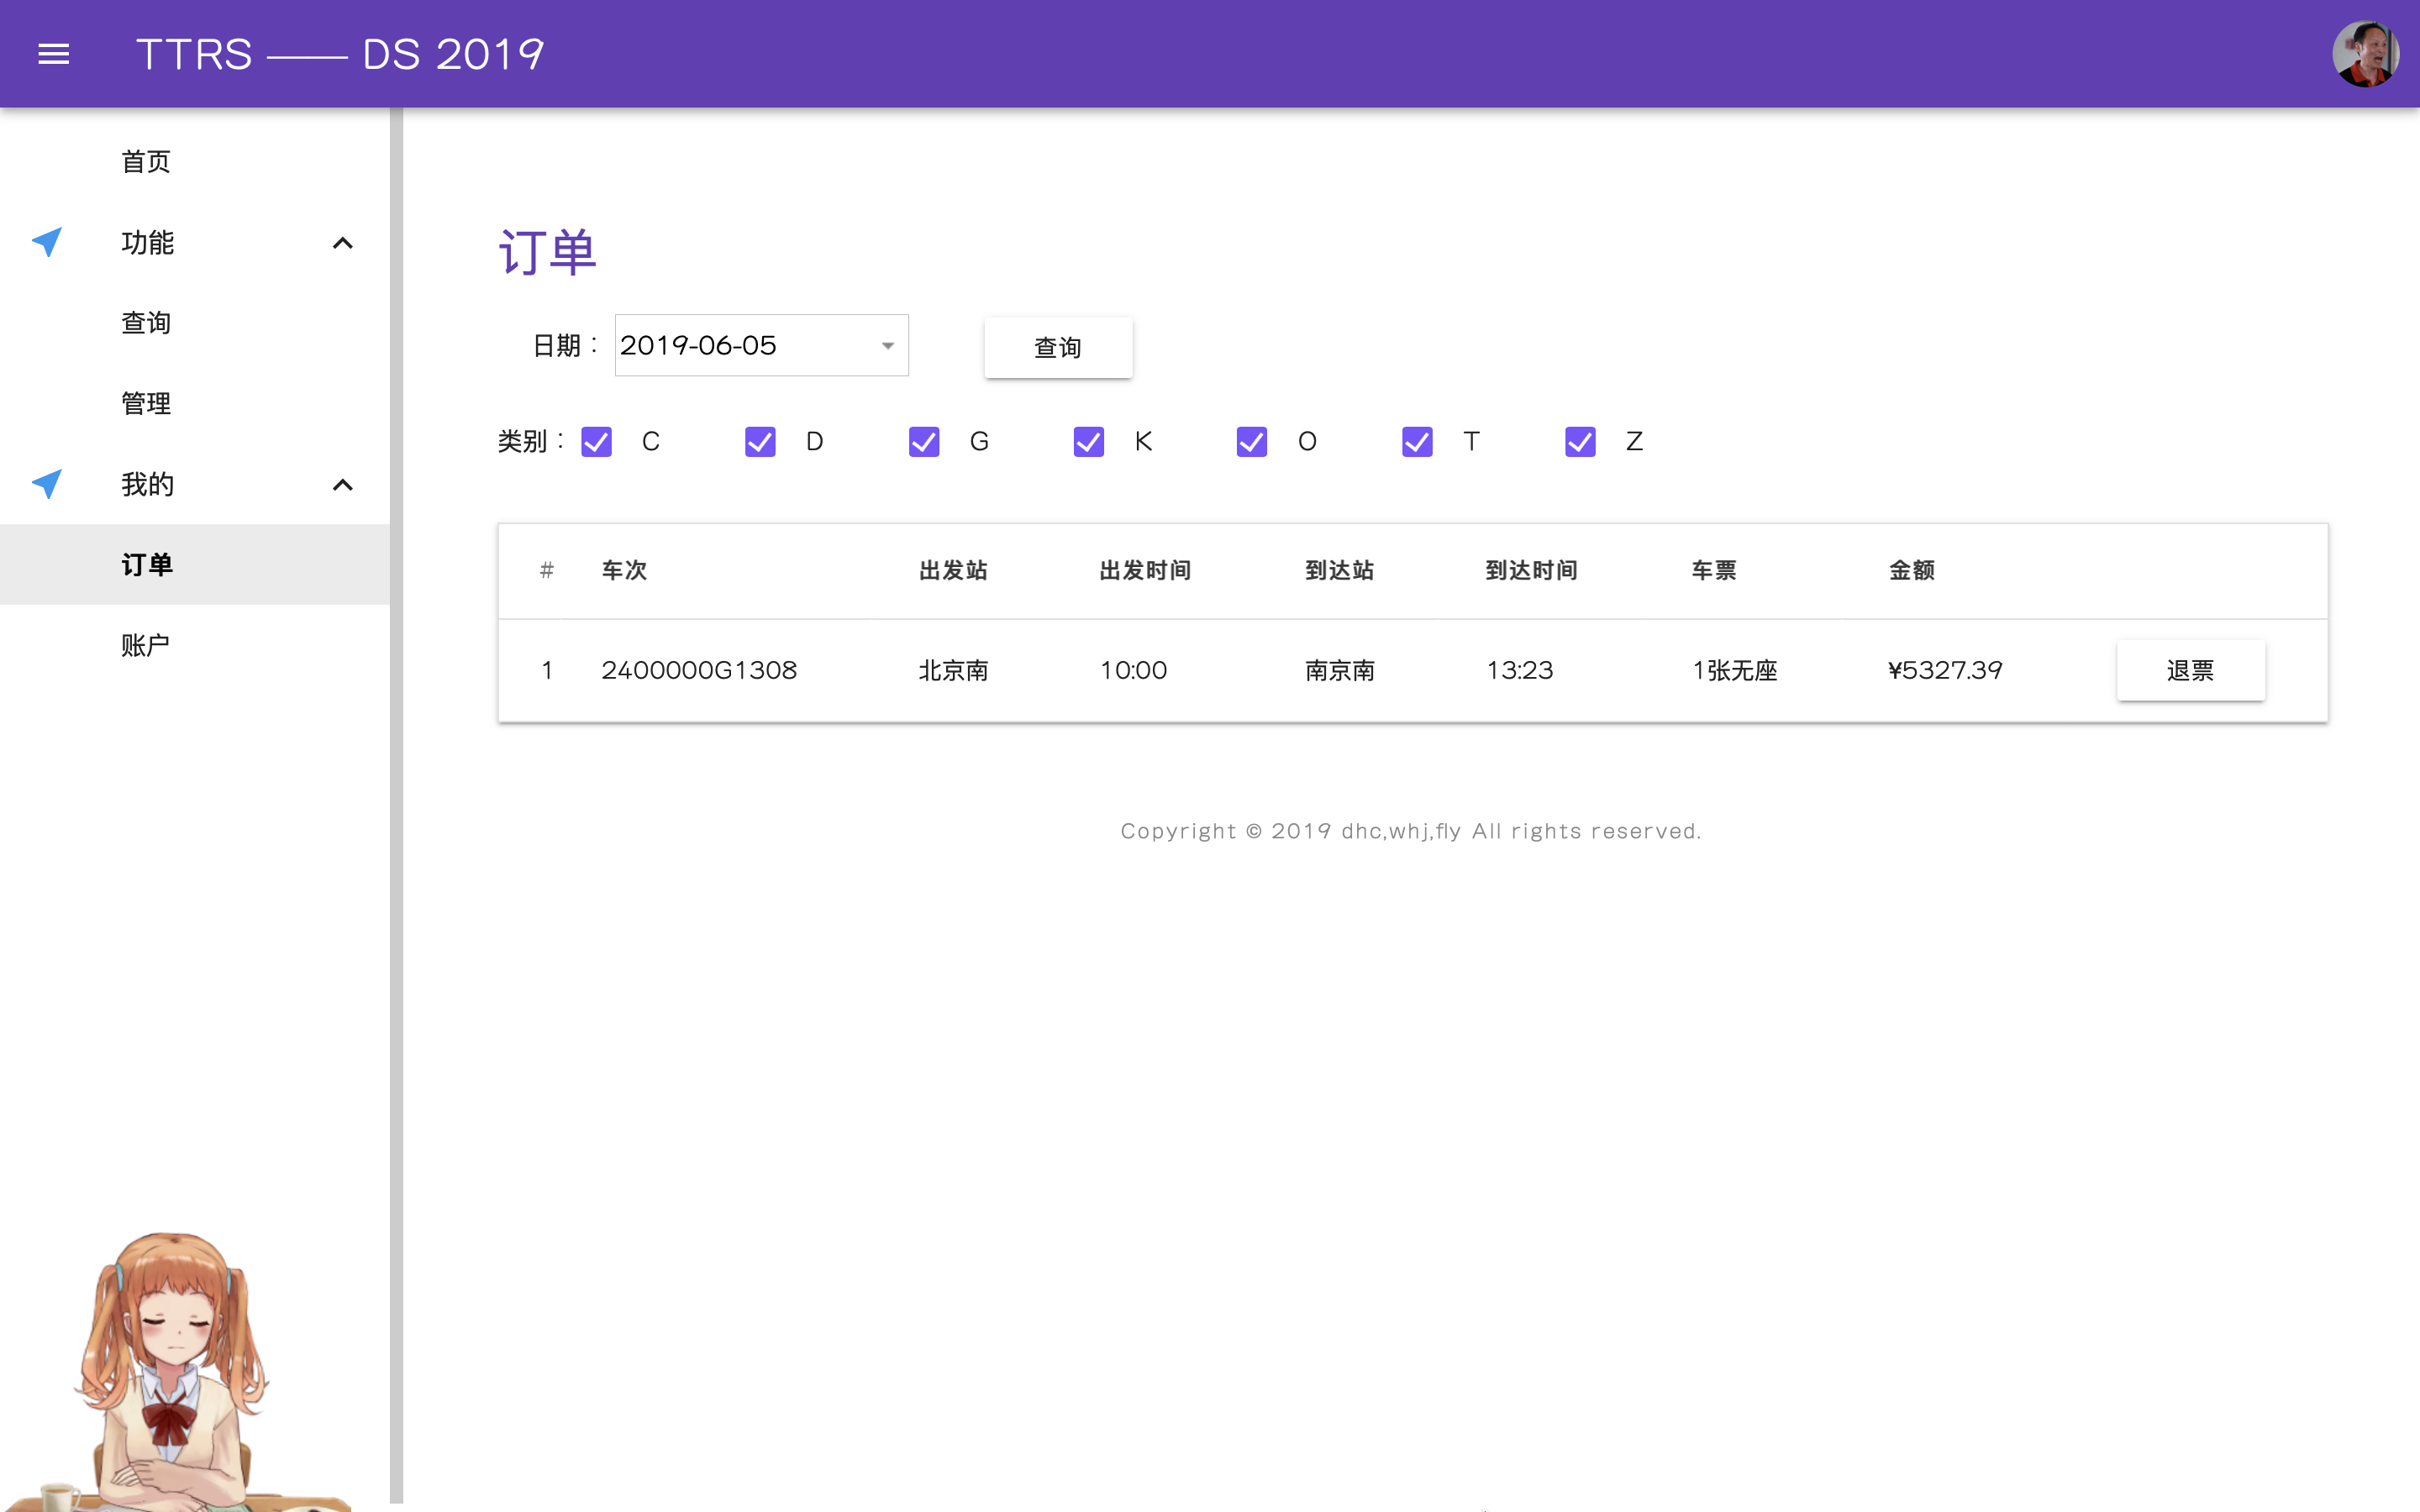 TTRS —— DS 2019
首页
功能
查询
管理
我的
订单
账户
订单
日期： 2019-06-05 查询
类别： C D G K O T Z
# 车次 出发站 出发时间 到达站 到达时间 车票 金额
1 2400000G1308 北京南 10:00 南京南 13:23 1张无座 ¥5327.39 退票
Copyright © 2019 dhc,whj,fly All rights reserved.